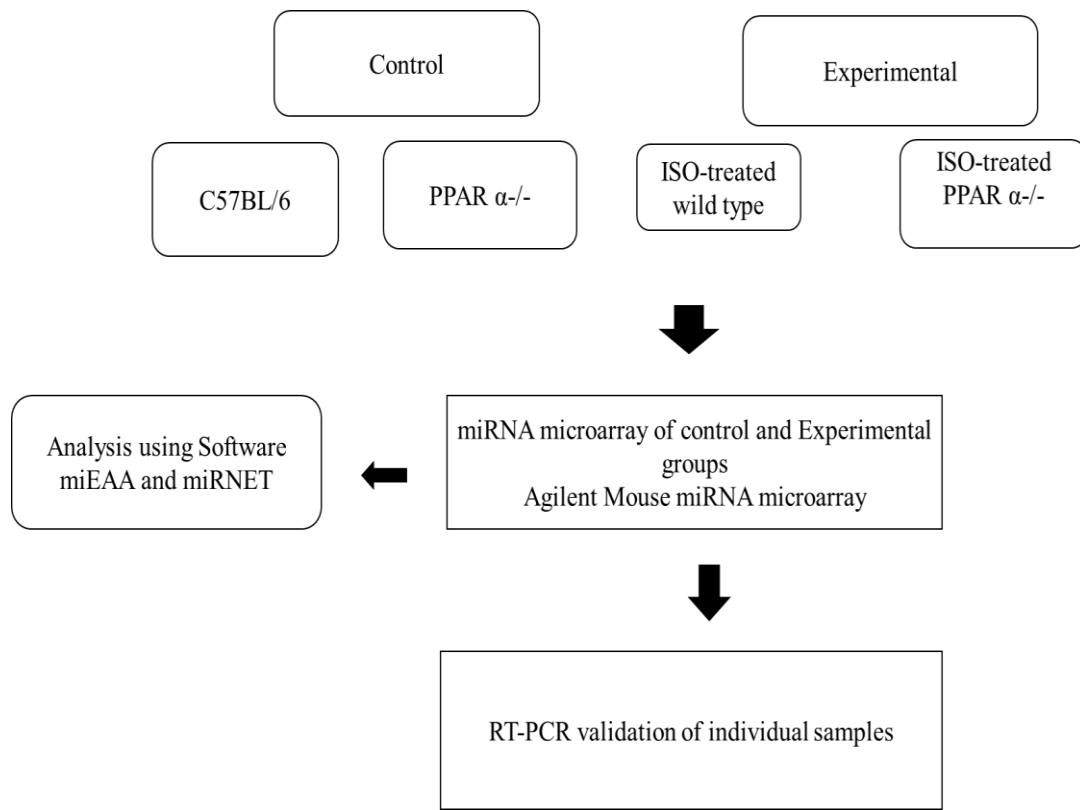 Control
Experimental
C57BL/6
PPAR α-/-
ISO-treated
wild type
ISO-treated
PPAR α-/-
Analysis using Software
miEAA and miRNET
miRNA microarray of control and Experimental
groups
Agilent Mouse miRNA microarray
RT-PCR validation of individual samples